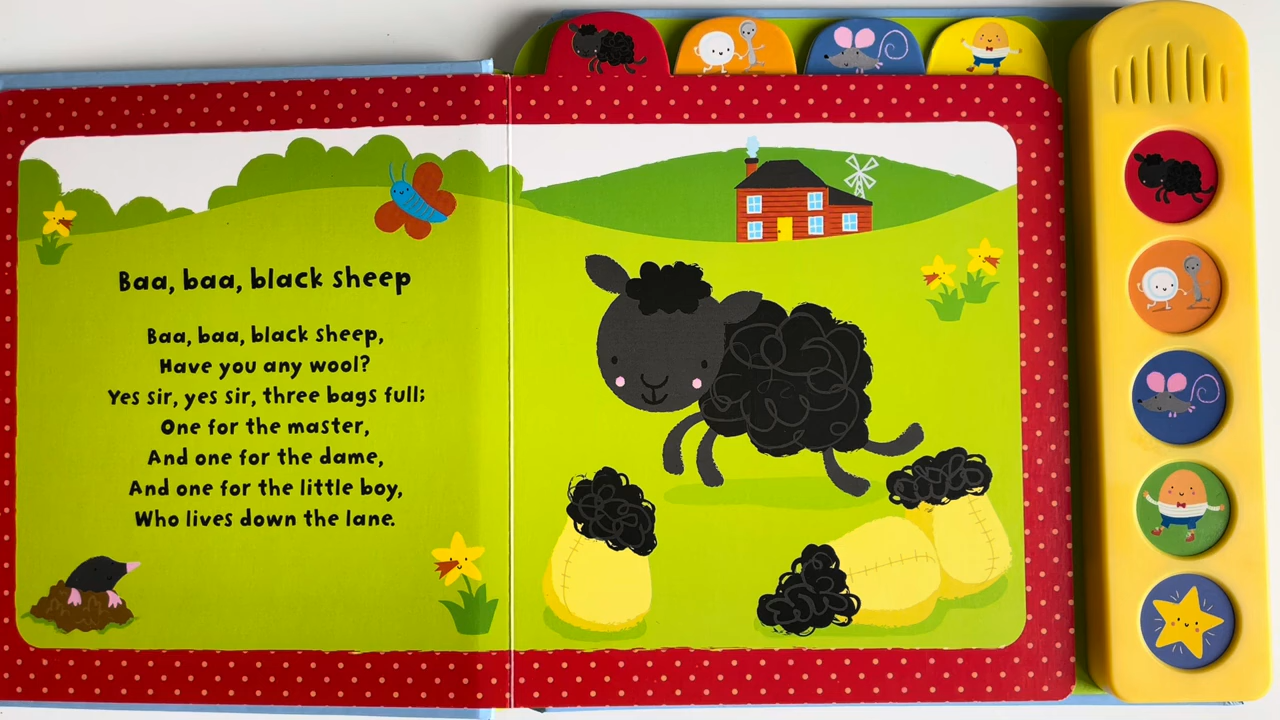 Baa, baa, black sheep
Baa, baa, black sheep,
Have you any wool?
Yes sir, yes sir, three bags full;
One for the master,
And one for the dame,
And one for the little boy,
Who lives down the lane.